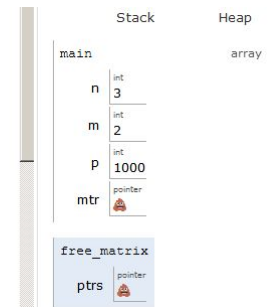 Stack Heap
main array
int
n 3
int
m 2
int
p 1000
pointer
mtr
free_matrix
pointer
ptrs